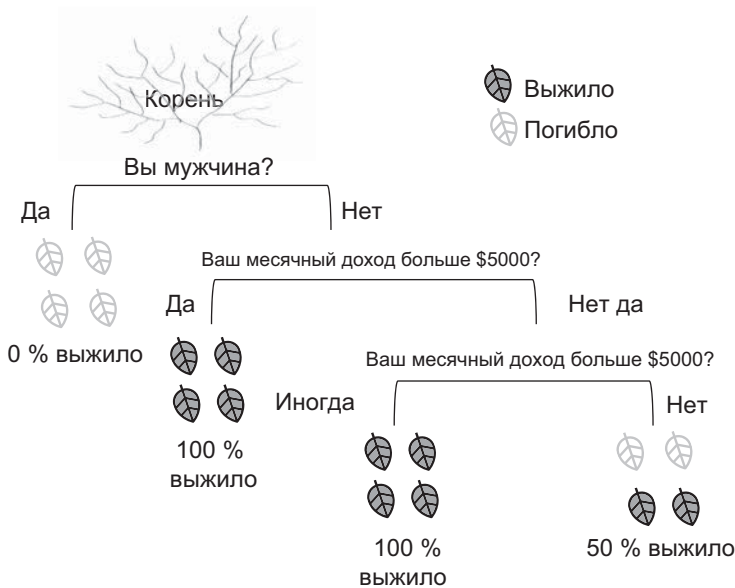 Корень
Выжило
Погибло
Вы мужчина?
Да
Нет
Ваш месячный доход больше $5000?
Да
Нет да
0 % выжило
Ваш месячный доход больше $5000?
Иногда
Нет
100 %
выжило
100 %
выжило
50 % выжило